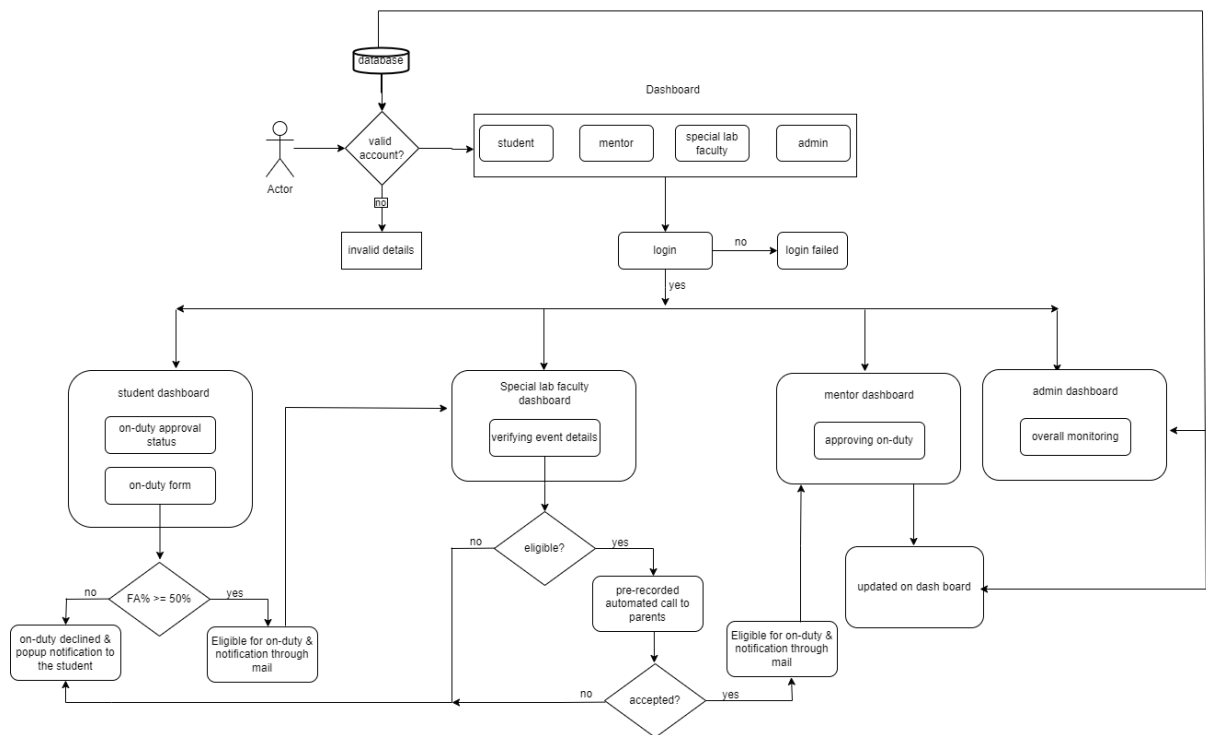 database
Dashboard
valid
account?
student
mentor
special lab
faculty
admin
Actor
no
invalid details
login
no
login failed
yes
student dashboard
on-duty approval
status
on-duty form
Special lab faculty
dashboard
verifying event details
mentor dashboard
approving on-duty
admin dashboard
overall monitoring
no
eligible?
yes
no
FA% >= 50%
yes
pre-recorded
automated call to
parents
updated on dash board
on-duty declined &
popup notification to
the student
Eligible for on-duty &
notification through
mail
Eligible for on-duty &
notification through
mail
no
accepted?
yes